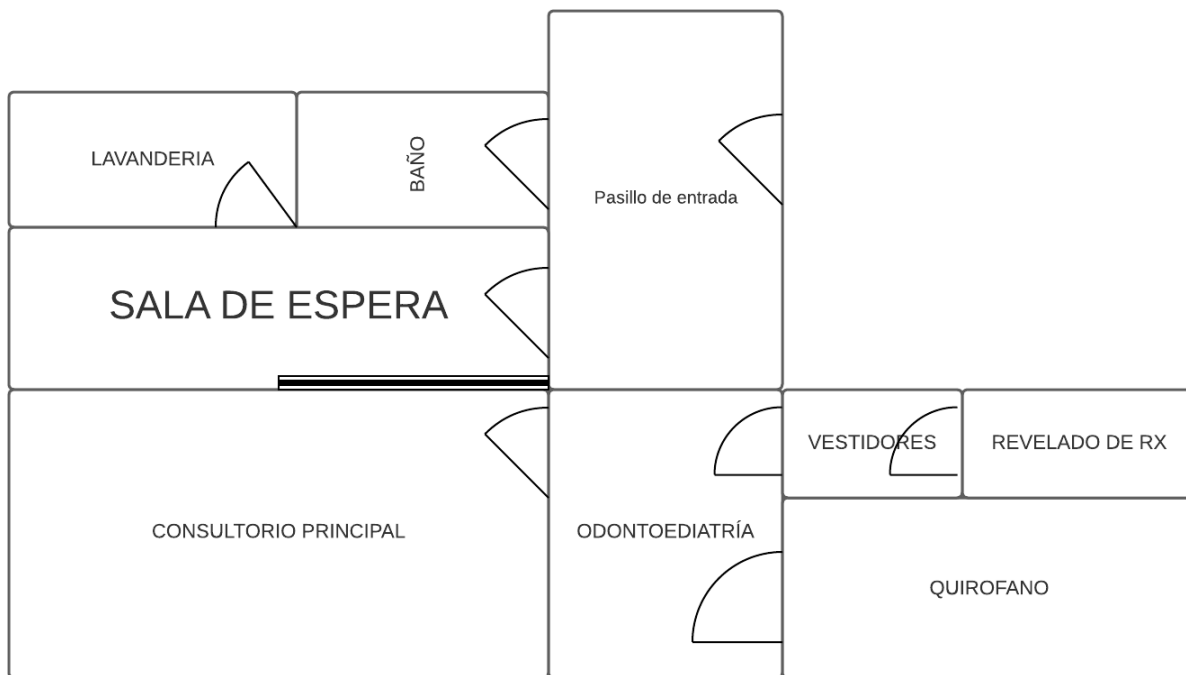 LAVANDERIA
BAÑO
Pasillo de entrada
SALA DE ESPERA
VESTIDORES
REVELADO DE RX
CONSULTORIO PRINCIPAL
ODONTOEDIATRÍA
QUIROFANO